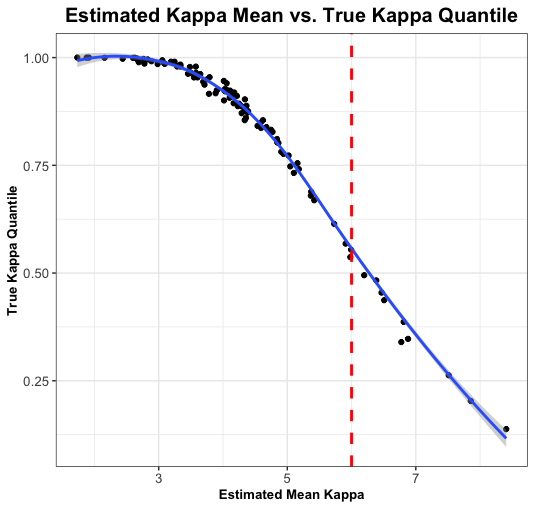 Estimated Kappa Mean vs. True Kappa Quantile
1.00
0.75
0.50
0.25
True Kappa Quantile
3 5 7
Estimated Mean Kappa